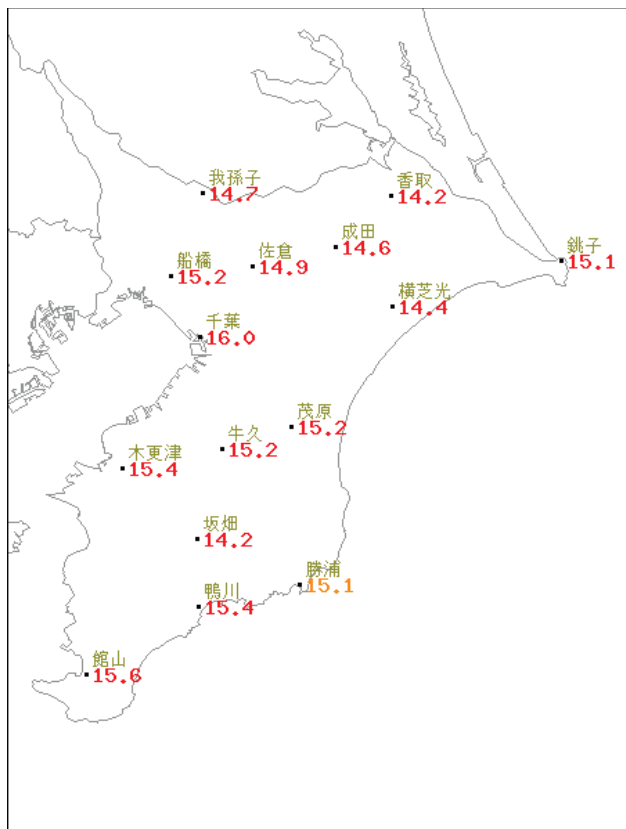 我孫子
14.7
香取
14.2
成田
14.6
佐倉
14.9
船橋
15.2
銚子
15.1
横芝光
14.4
千葉
16.0
茂原
15.2
牛久
15.2
木更津
15.4
坂畑
14.2
勝浦
15.1
鴨川
15.4
館山
15.6